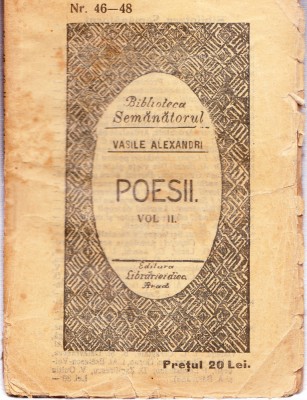 Nr. 46—48
Biblioteca
Semănătorul
VASILE ALEXANDRI
POESII.
VOL II.
Editura
Librăriei diec.
Arad
Prețul 20 Lei.